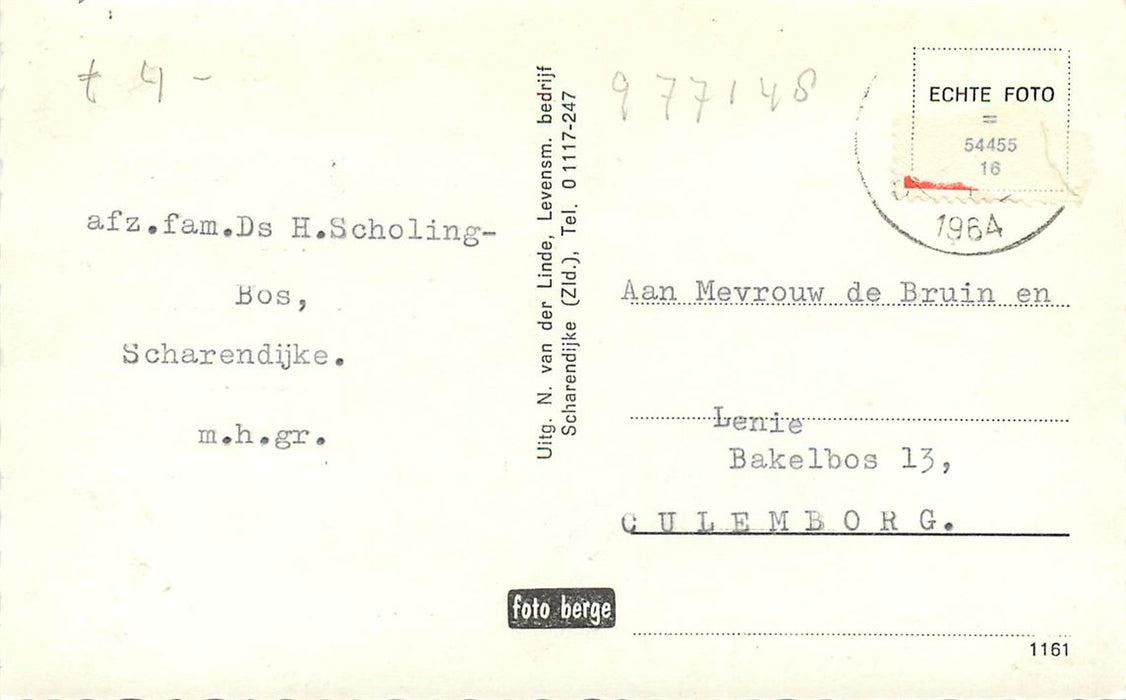 € 4 -
afz.fam.Ds H.Scholing-
Bos,
Scharendijke.
m.h.gr.
Uitg. N. van der Linde, Levensm. bedrijf
Scharendijke (Zld.), Tel. 01117-247
foto berge
977148
ECHTE FOTO
=
54455
16
1964
Aan Mevrouw de Bruin en
Lenie
Bakelbos 13,
CULEMBORG.
1161